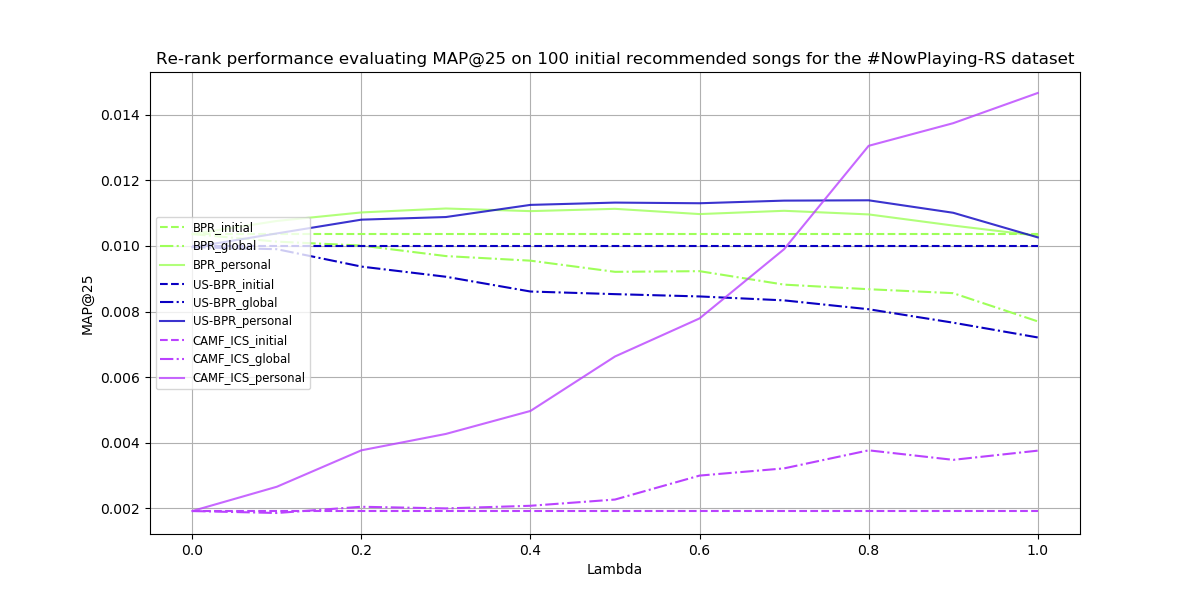 Re-rank performance evaluating MAP@25 on 100 initial recommended songs for the #NowPlaying-RS dataset
MAP@25
0.014
0.012
0.010
0.008
0.006
0.004
0.002
BPR_initial
BPR_global
BPR_personal
US-BPR_initial
US-BPR_global
US-BPR_personal
CAMF_ICS_initial
CAMF_ICS_global
CAMF_ICS_personal
0.0 0.2 0.4 0.6 0.8 1.0
Lambda